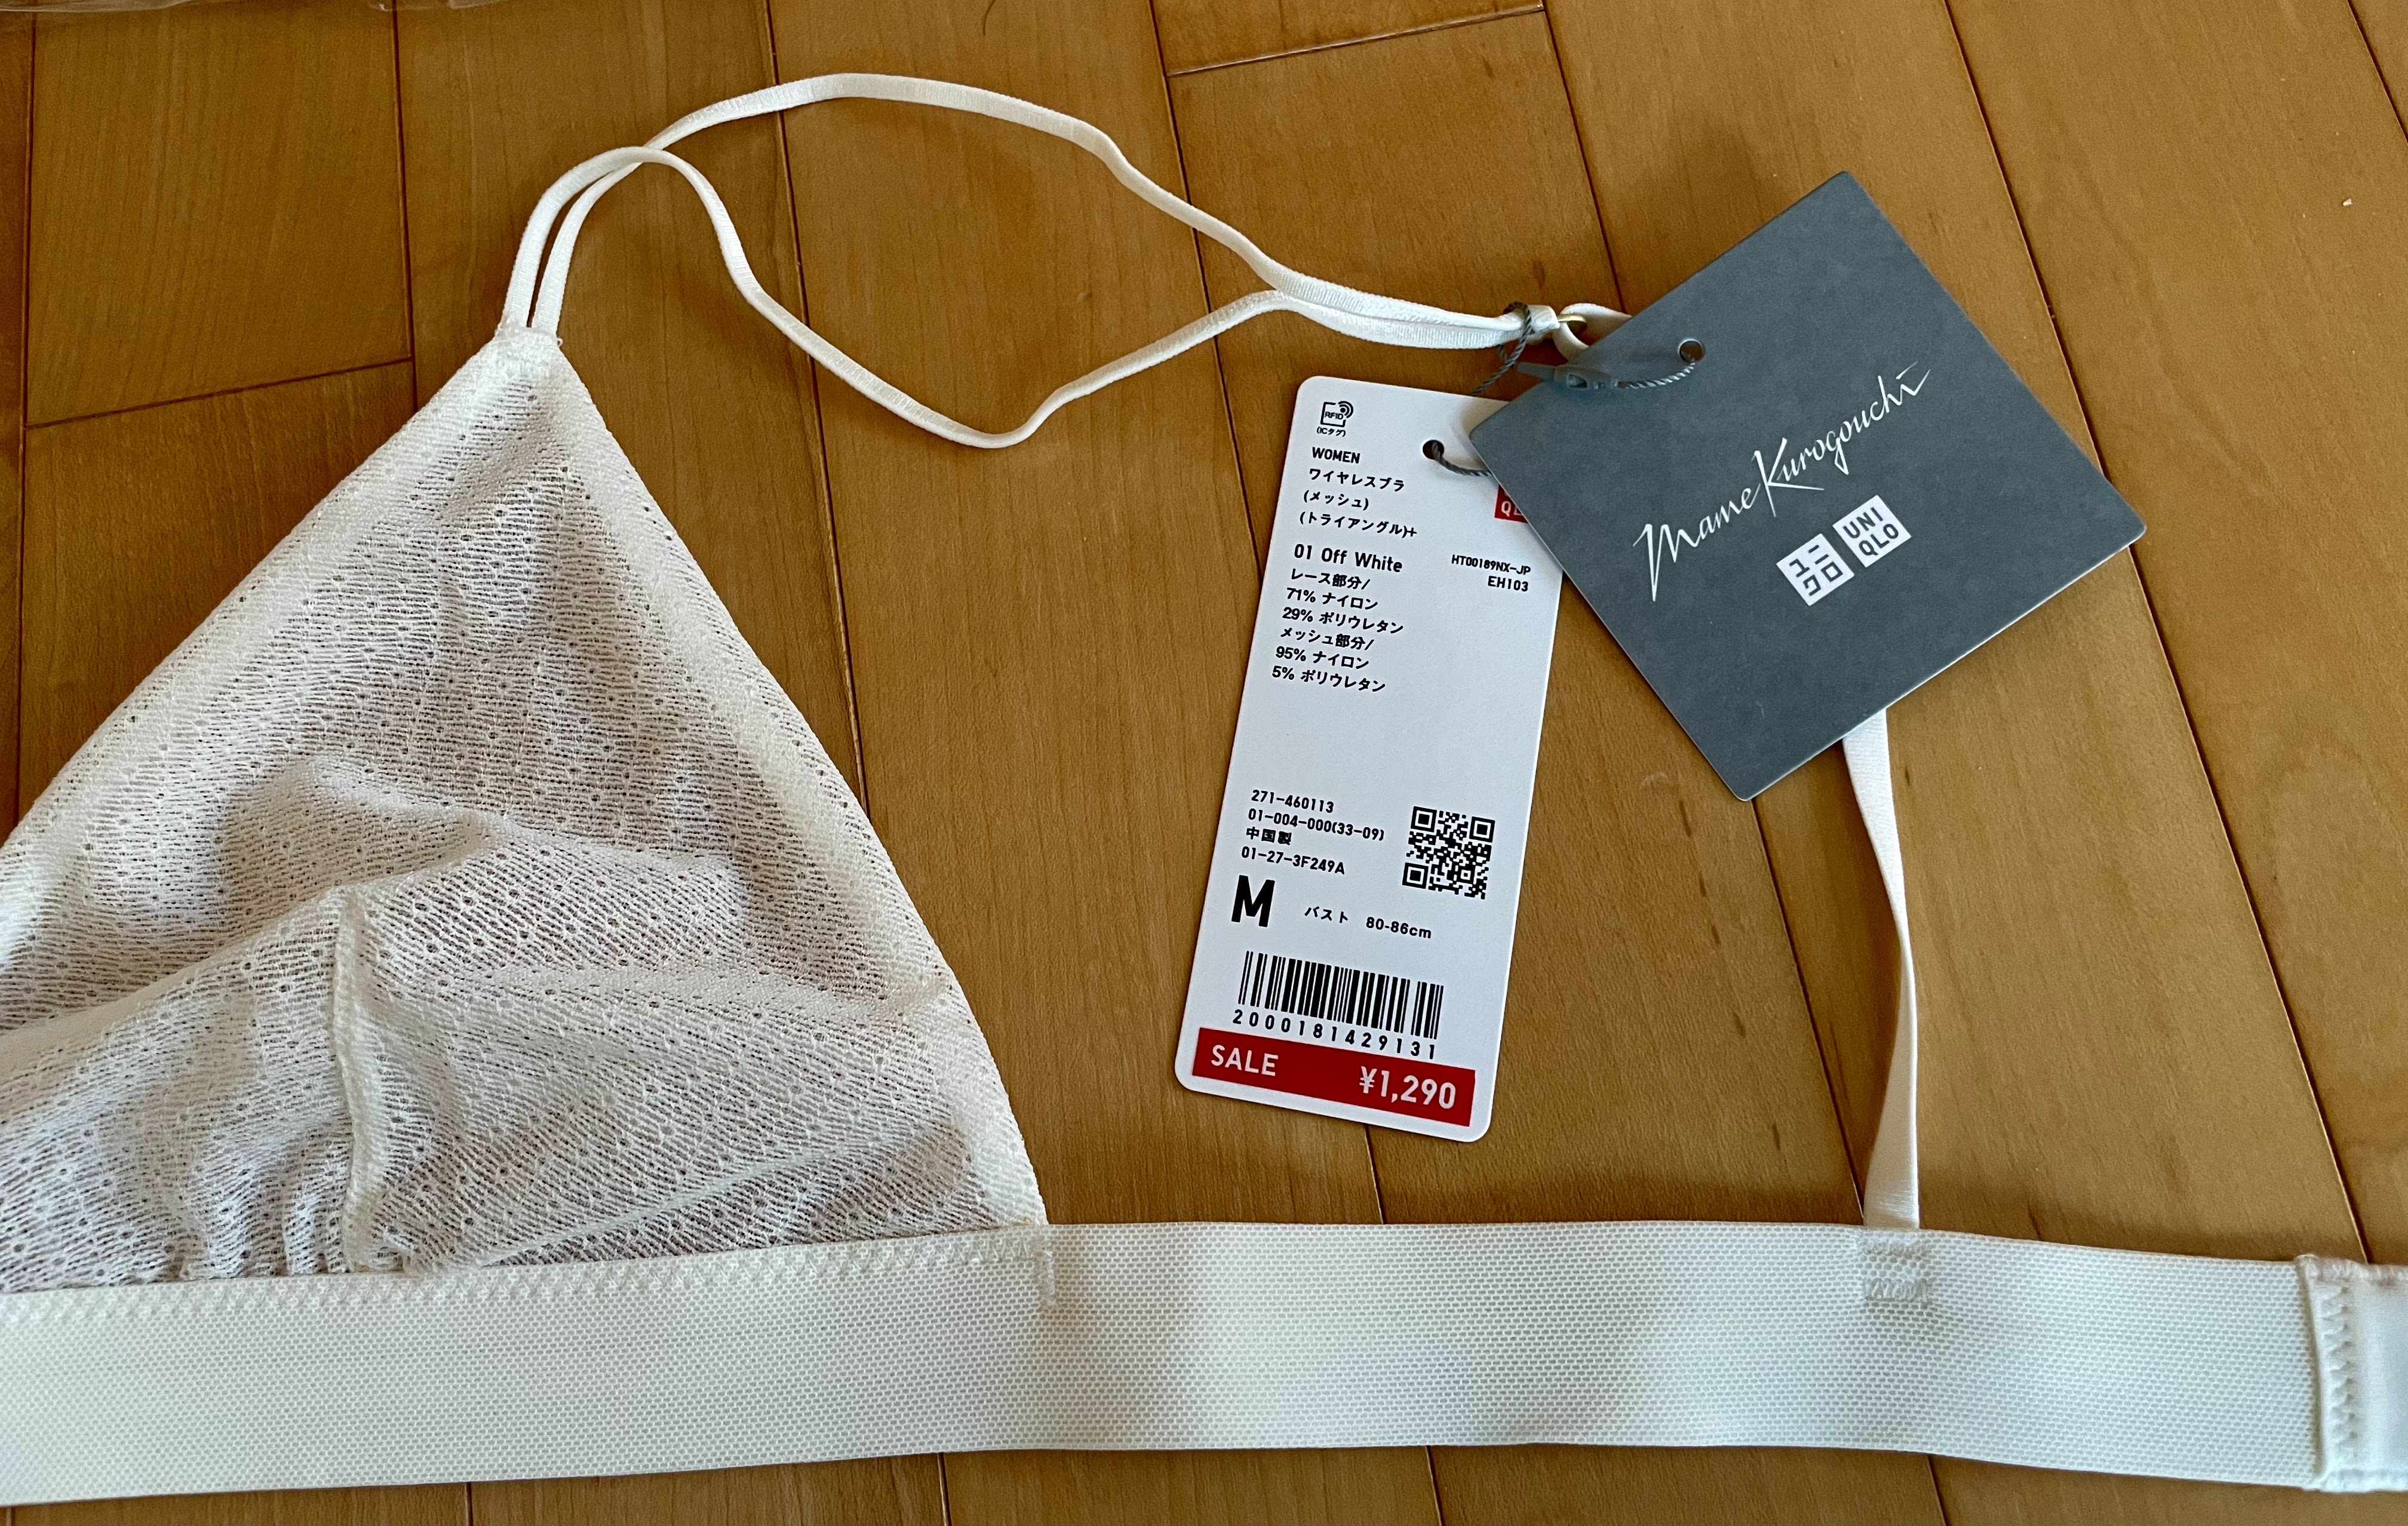 RFID
(ICタグ)
WOMEN
ワイヤレスブラ
(メッシュ)
(トライアングル)+
01 Off White
HT00189NX-JP
EH103
レース部分/
71% ナイロン
29% ポリウレタン
メッシュ部分/
95% ナイロン
5% ポリウレタン
271-460113
01-004-000(33-09)
中国製
01-27-3F249A
M バスト 80-86cm
2000181429131
SALE ¥1,290
QL
Mame Kurogouchi
ユニ
クロ
UNI
QLO